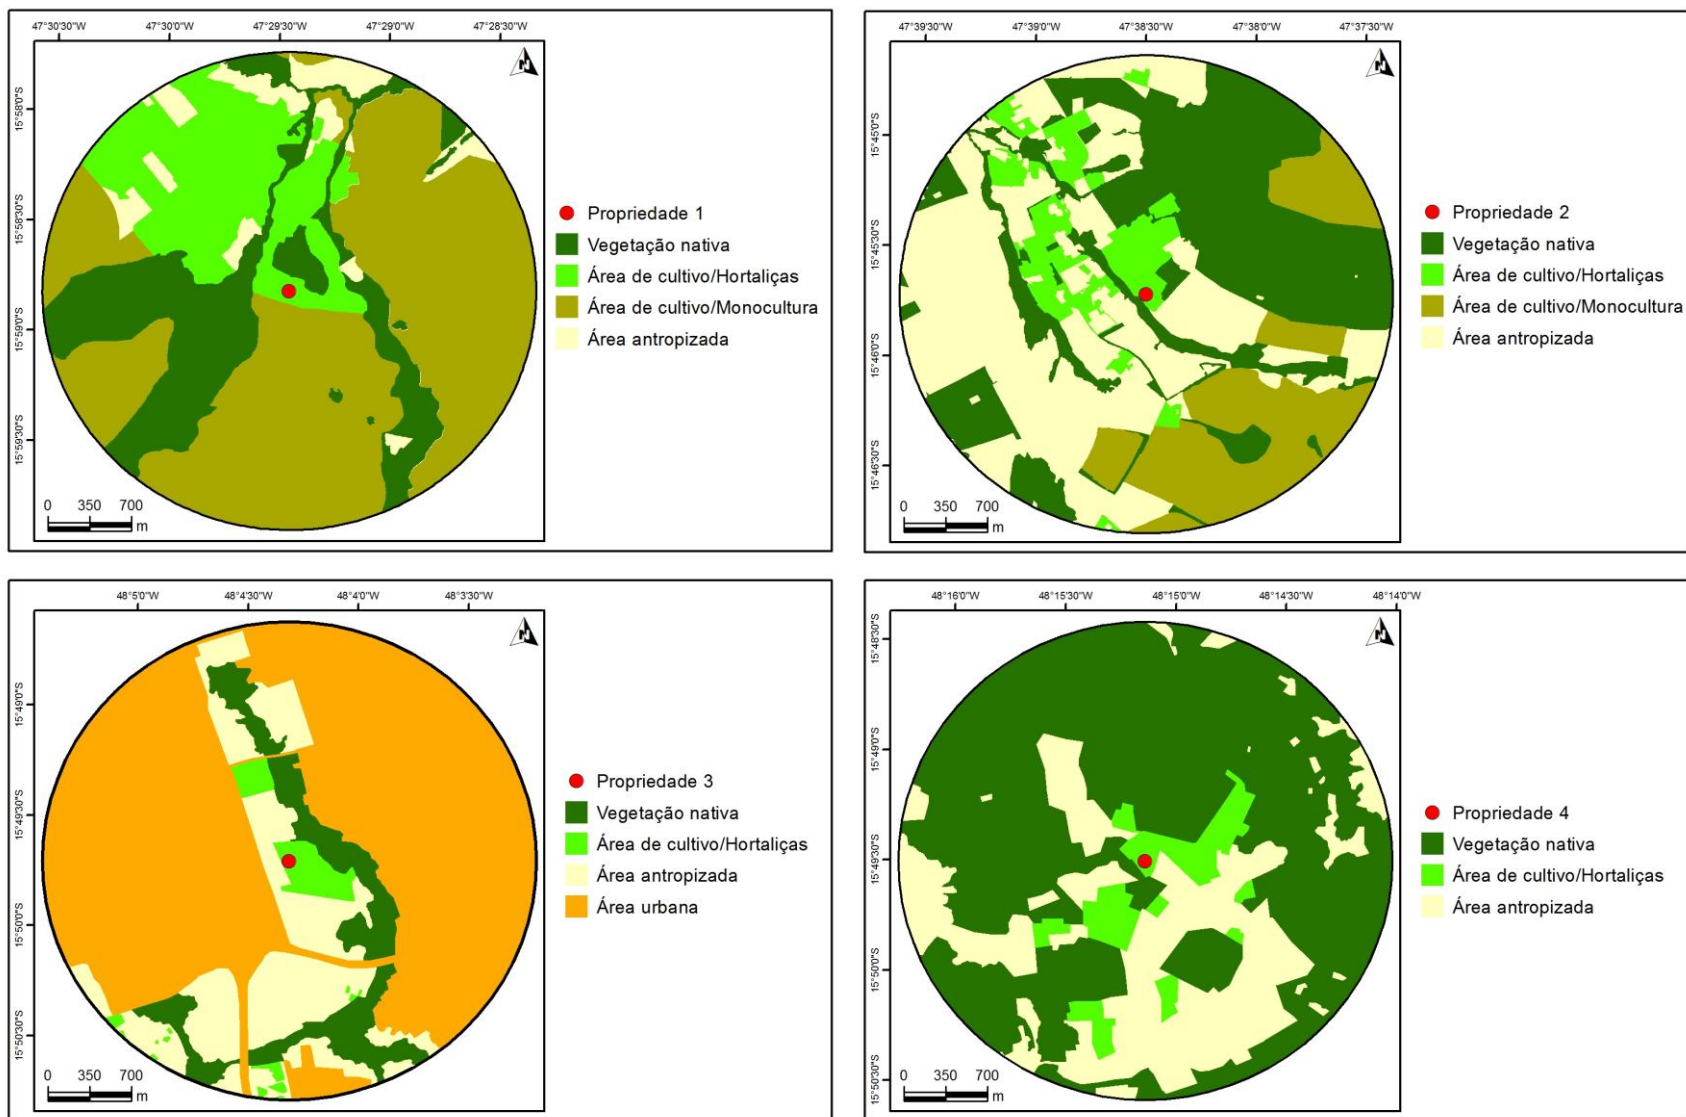 47°30'30"W 47°30'0"W 47°29'30"W 47°29'0"W 47°28'30"W
N
15°58'0"S
15°58'30"S
15°59'0"S
15°59'30"S
Propriedade 1
Vegetação nativa
Área de cultivo/Hortaliças
Área de cultivo/Monocultura
Área antropizada
0 350 700
m
47°39'30"W 47°39'0"W 47°38'30"W 47°38'0"W 47°37'30"W
N
15°45'0"S
15°45'30"S
15°46'0"S
15°46'30"S
Propriedade 2
Vegetação nativa
Área de cultivo/Hortaliças
Área de cultivo/Monocultura
Área antropizada
0 350 700
m
48°5'0"W 48°4'30"W 48°4'0"W 48°3'30"W
N
15°49'0"S
15°49'30"S
15°50'0"S
15°50'30"S
Propriedade 3
Vegetação nativa
Área de cultivo/Hortaliças
Área antropizada
Área urbana
0 350 700
m
48°16'0"W 48°15'30"W 48°15'0"W 48°14'30"W 48°14'0"W
N
15°48'30"S
15°49'0"S
15°49'30"S
15°50'0"S
15°50'30"S
Propriedade 4
Vegetação nativa
Área de cultivo/Hortaliças
Área antropizada
0 350 700
m